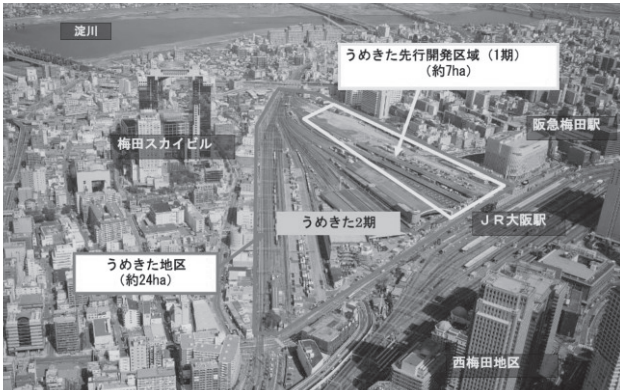 淀川
うめきた先行開発区域（1期）
（約7ha）
阪急梅田駅
梅田スカイビル
うめきた2期
ＪＲ大阪駅
うめきた地区
（約24ha）
西梅田地区